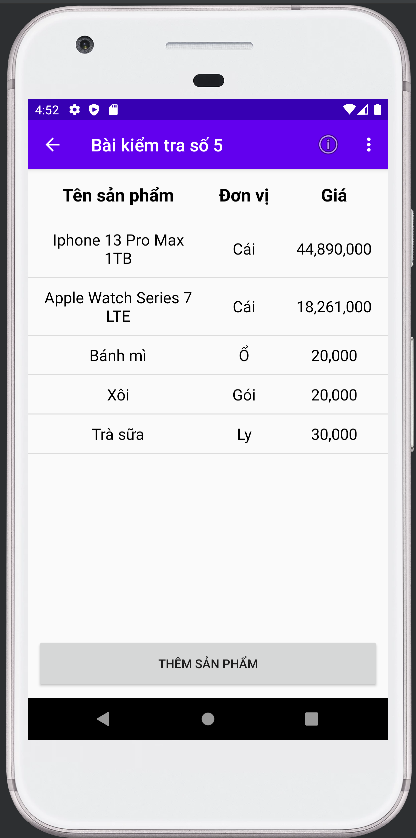 4:52
Bài kiểm tra số 5
Tên sản phẩm Đơn vị Giá
Iphone 13 Pro Max
1TB
Cái 44,890,000
Apple Watch Series 7
LTE
Cái 18,261,000
Bánh mì Ổ 20,000
Xôi Gói 20,000
Trà sữa Ly 30,000
THÊM SẢN PHẨM